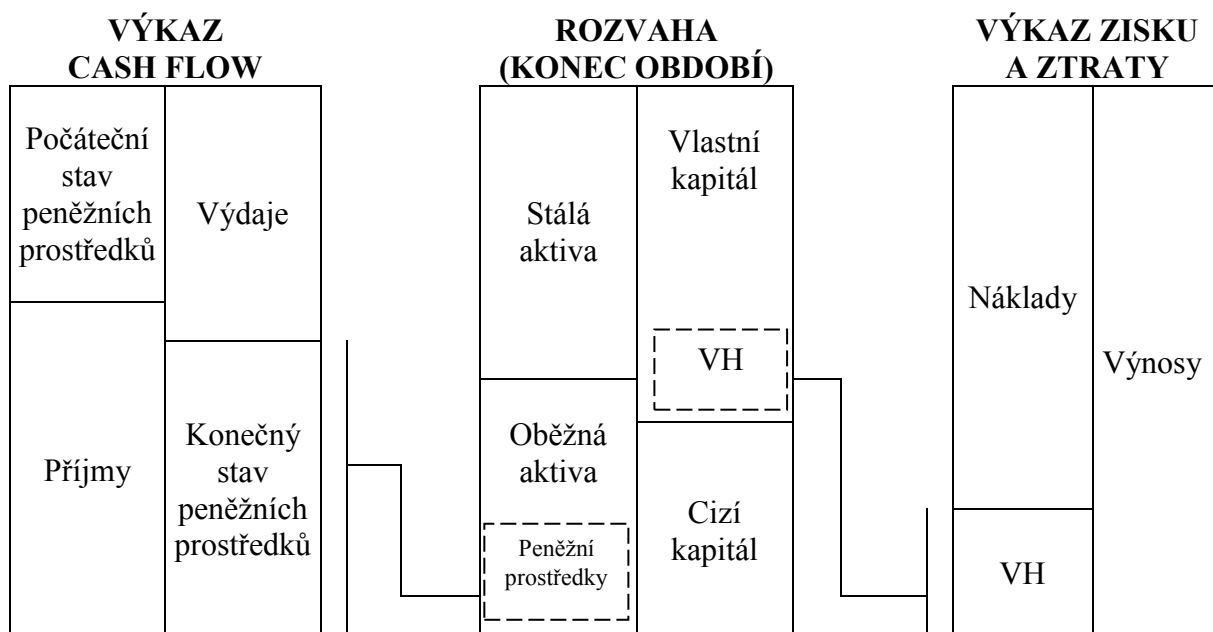 VÝKAZ
CASH FLOW
ROZVAHA
(KONEC OBDOBÍ)
VÝKAZ ZISKU
A ZTRATY
Počáteční
stav
peněžních
prostředků
Výdaje
Příjmy
Konečný
stav
peněžních
prostředků
Stálá
aktiva
Vlastní
kapitál
VH
Oběžná
aktiva
Peněžní
prostředky
Cizí
kapitál
Náklady
VH
Výnosy